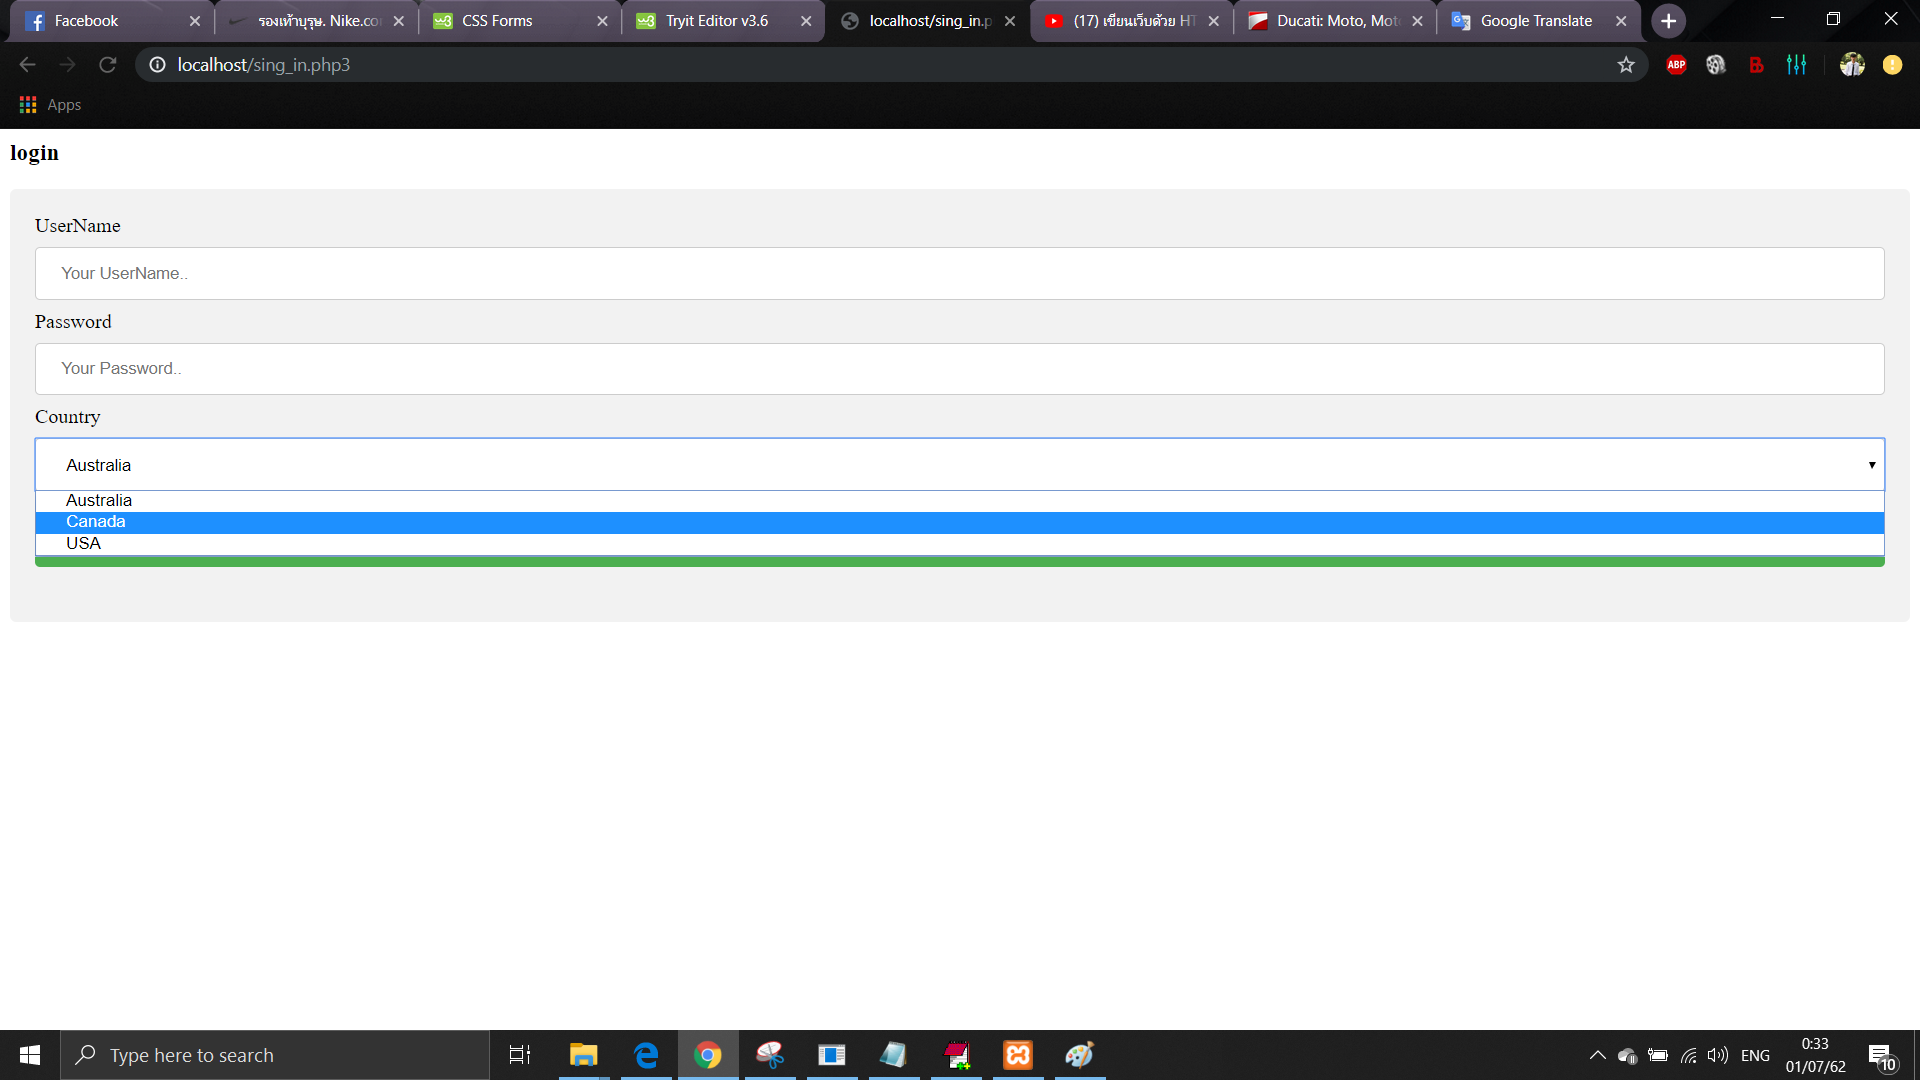 Facebook
รองเท้าบุรุษ. Nike.co
CSS Forms
Tryit Editor v3.6
localhost/sing_in.p
(17) เขียนเว็บด้วย HT
Ducati: Moto, Mot
Google Translate
localhost/sing_in.php3
ABP
B
Apps
login
UserName
Your UserName..
Password
Your Password..
Country
Australia
Australia
Canada
USA
Type here to search
ENG
0:33
01/07/62
10